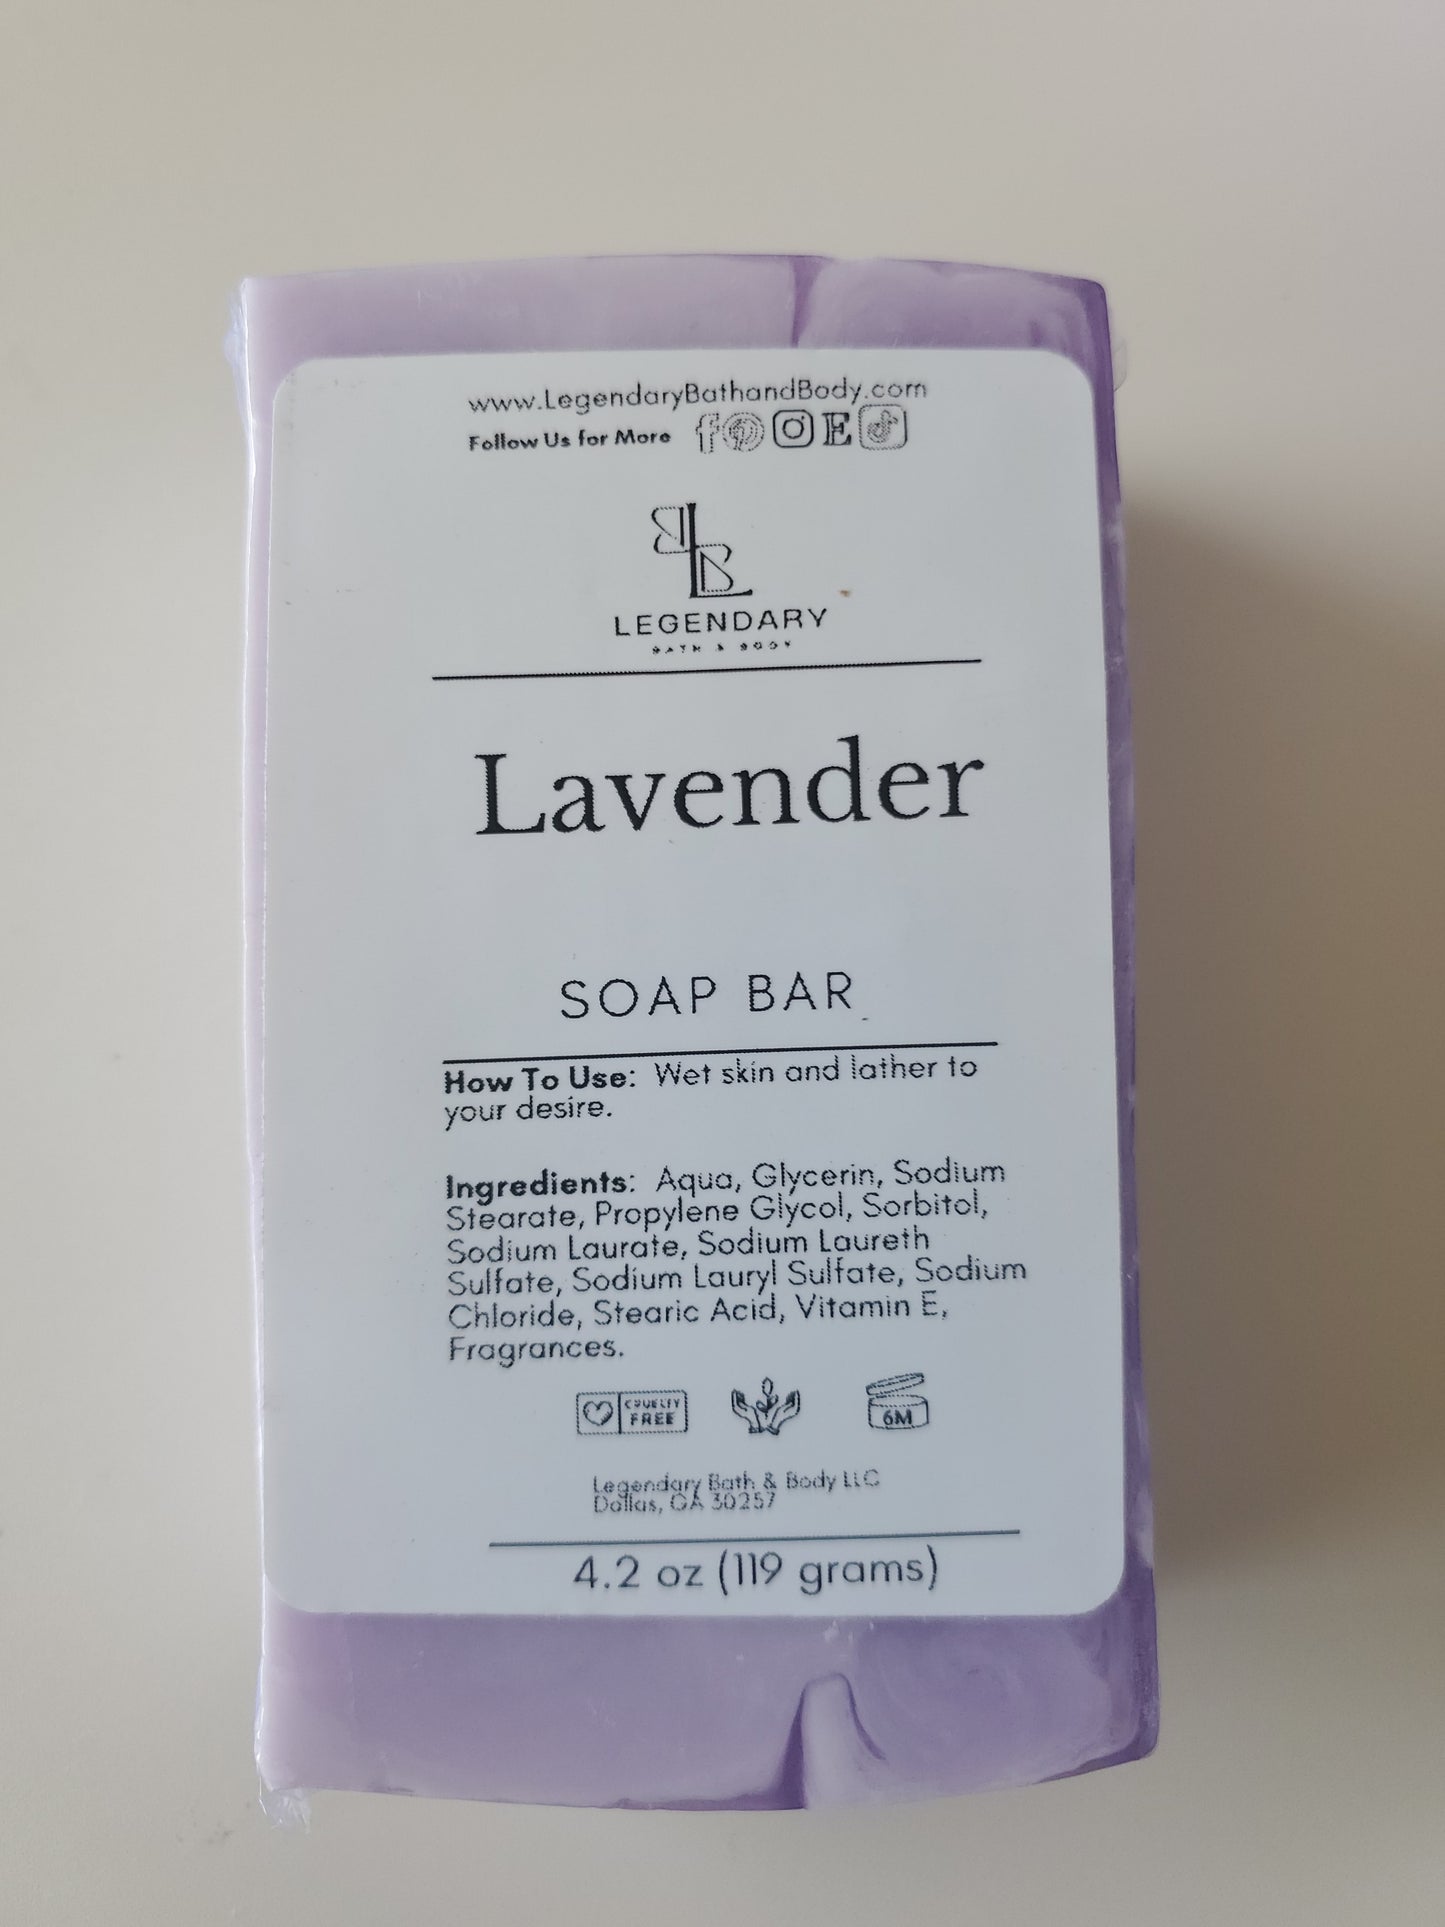 www.LegendaryBathandBody.com
Follow Us for More
LEGENDARY
BATH & BODY
Lavender
SOAP BAR
How To Use: Wet skin and lather to
your desire.
Ingredients: Aqua, Glycerin, Sodium
Stearate, Propylene Glycol, Sorbitol,
Sodium Laurate, Sodium Laureth
Sulfate, Sodium Lauryl Sulfate, Sodium
Chloride, Stearic Acid, Vitamin E,
Fragrances.
CRUELTY
FREE
6M
Legendary Bath & Body LLC
Dallas, GA 30257
4.2 oz (119 grams)